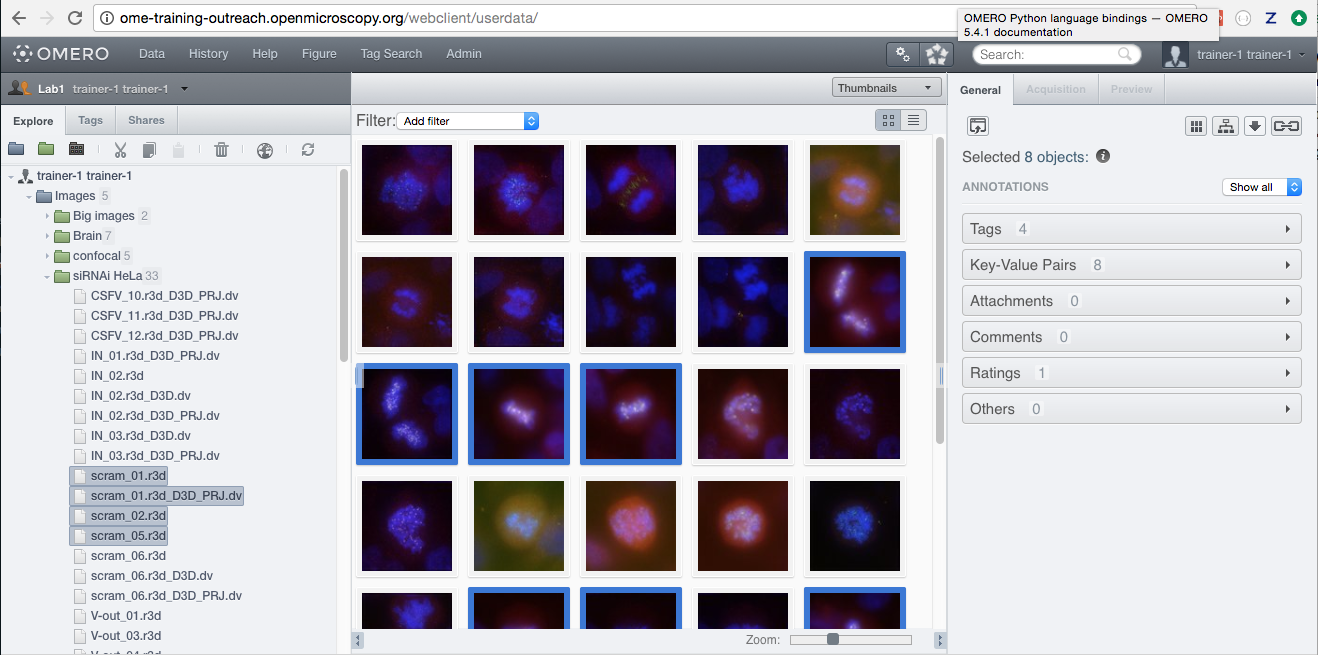 ome-training-outreach.openmicroscopy.org/webclient/userdata/
OMERO Python language bindings — OMERO
5.4.1 documentation
OMERO
Data
History
Help
Figure
Tag Search
Admin
Search:
trainer-1 trainer-1
Lab1 trainer-1 trainer-1
Explore
Tags
Shares
trainer-1 trainer-1
Images 5
Big images 2
Brain 7
confocal 5
siRNAi HeLa 33
CSFV_10.r3d_D3D_PRJ.dv
CSFV_11.r3d_D3D_PRJ.dv
CSFV_12.r3d_D3D_PRJ.dv
IN_01.r3d_D3D_PRJ.dv
IN_02.r3d
IN_02.r3d_D3D.dv
IN_02.r3d_D3D_PRJ.dv
IN_03.r3d_D3D.dv
IN_03.r3d_D3D_PRJ.dv
scram_01.r3d
scram_01.r3d_D3D_PRJ.dv
scram_02.r3d
scram_05.r3d
scram_06.r3d
scram_06.r3d_D3D.dv
scram_06.r3d_D3D_PRJ.dv
V-out_01.r3d
V-out_03.r3d
Thumbnails
Filter: Add filter
Zoom:
General
Acquisition
Preview
Selected 8 objects:
ANNOTATIONS
Show all
Tags 4
Key-Value Pairs 8
Attachments 0
Comments 0
Ratings 1
Others 0